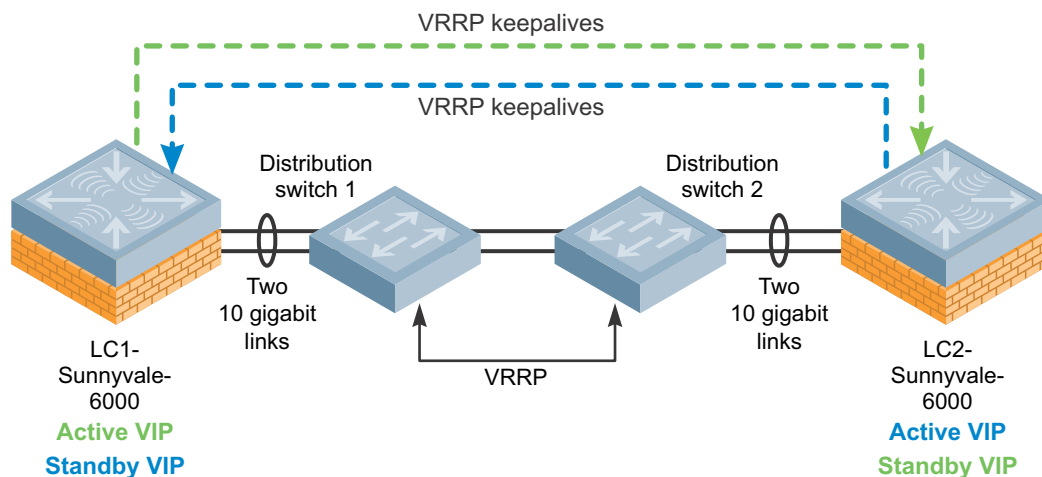 VRRP keepalives
VRRP keepalives
Distribution
switch 1
Distribution
switch 2
Two
10 gigabit
links
Two
10 gigabit
links
VRRP
LC1-
Sunnyvale-
6000
Active VIP
Standby VIP
LC2-
Sunnyvale-
6000
Active VIP
Standby VIP